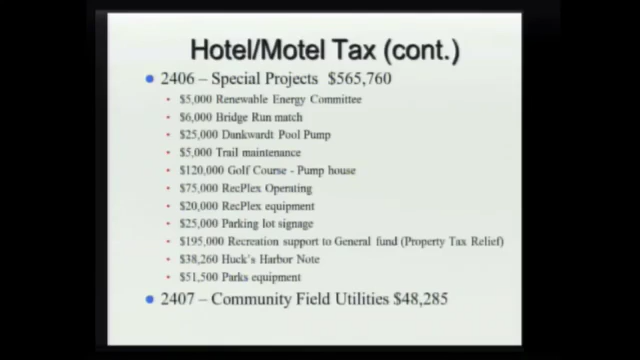 Hotel/Motel Tax (cont.)
• 2406 – Special Projects $565,760
• $5,000 Renewable Energy Committee
• $6,000 Bridge Run match
• $25,000 Dankwardt Pool Pump
• $5,000 Trail maintenance
• $120,000 Golf Course - Pump house
• $75,000 RecPlex Operating
• $20,000 RecPlex equipment
• $25,000 Parking lot signage
• $195,000 Recreation support to General fund (Property Tax Relief)
• $38,260 Huck's Harbor Note
• $51,500 Parks equipment
• 2407 – Community Field Utilities $48,285